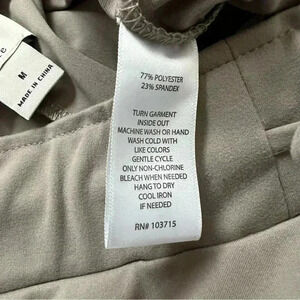 M
MADE IN CHINA
77% POLYESTER
23% SPANDEX
TURN GARMENT
INSIDE OUT
MACHINE WASH OR HAND
WASH COLD WITH
LIKE COLORS
GENTLE CYCLE
ONLY NON-CHLORINE
BLEACH WHEN NEEDED
HANG TO DRY
COOL IRON
IF NEEDED
RN# 103715